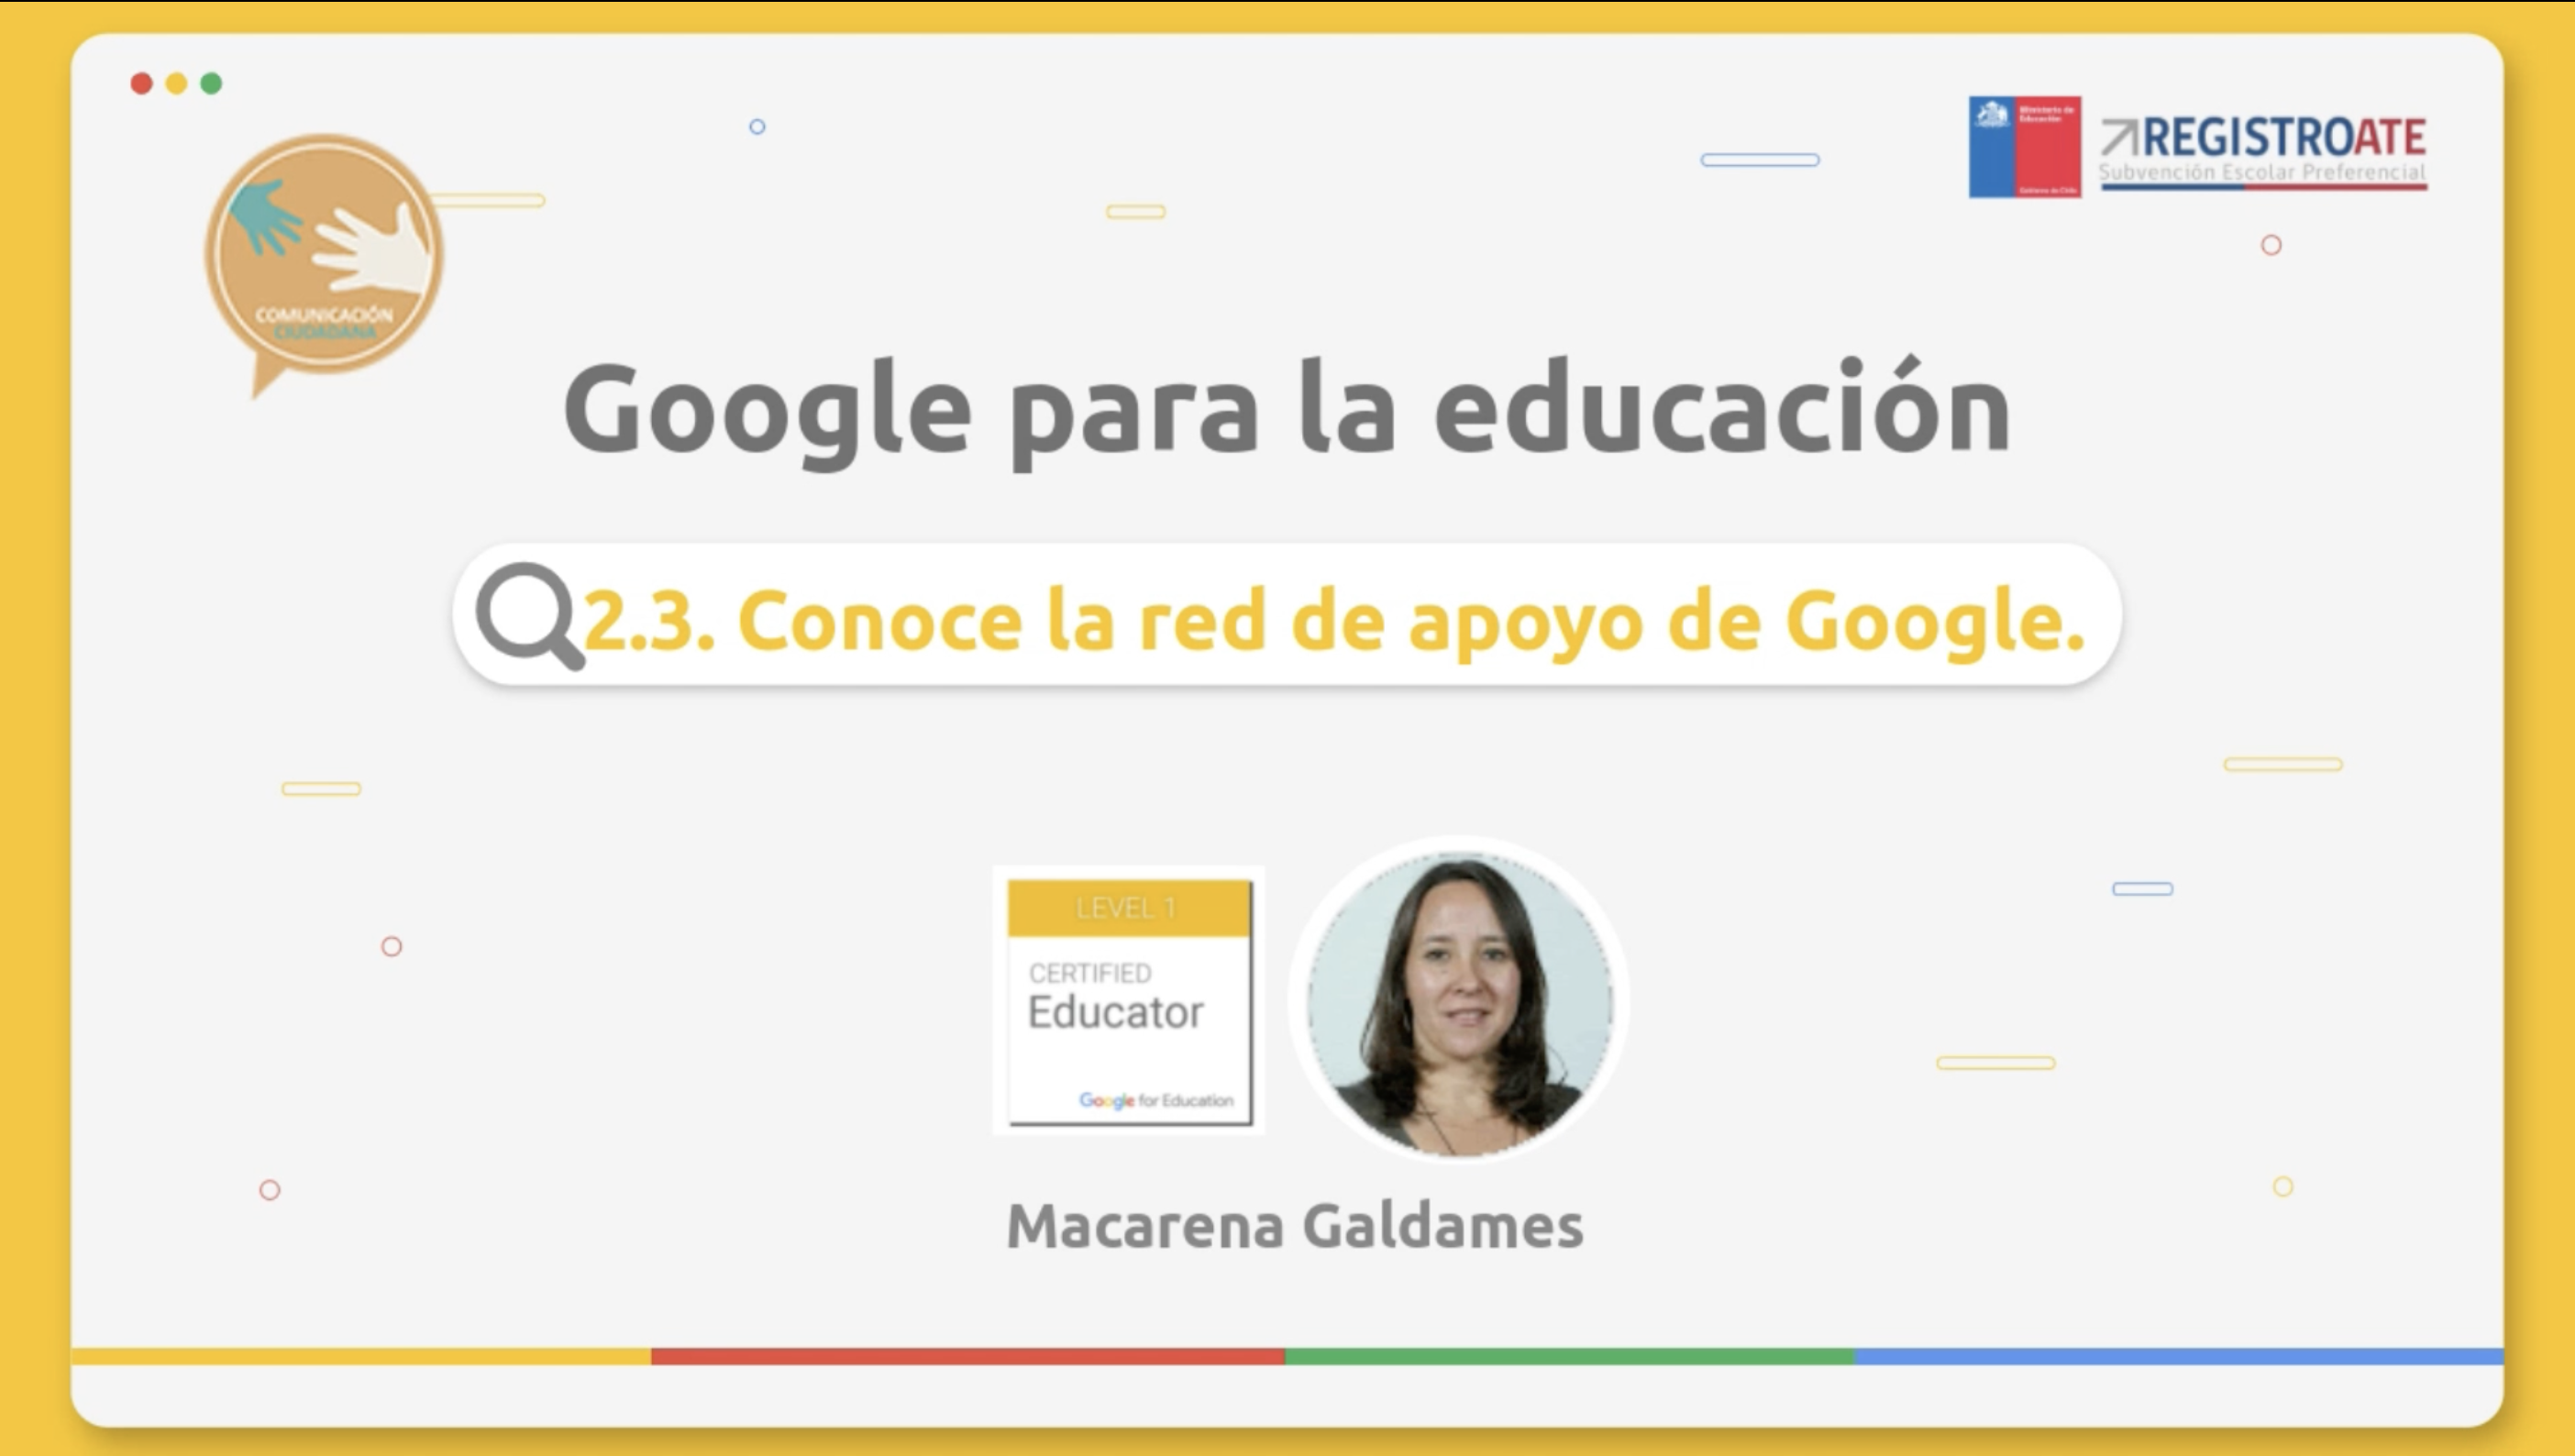 Ministerio de
Educación
Gobierno de Chile
REGISTROATE
Subvención Escolar Preferencial
COMUNICACIÓN
CIUDADANA
Google para la educación
2.3. Conoce la red de apoyo de Google.
LEVEL 1
CERTIFIED
Educator
Google for Education
Macarena Galdames